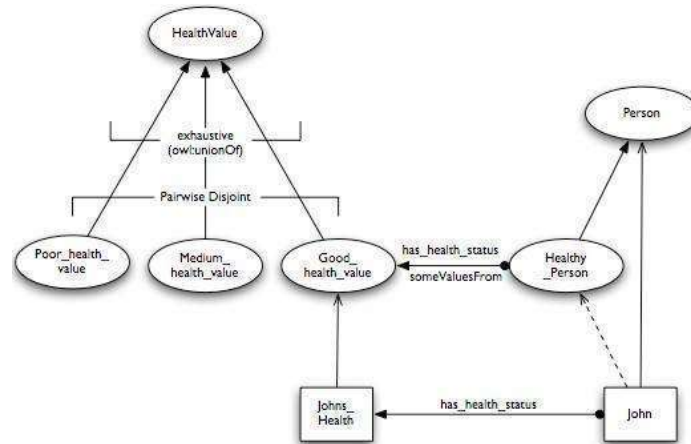 HealthValue
Person
exhaustive
(owl:unionOf)
Pairwise Disjoint
Poor_health_
value
Medium_
health_value
Good_
health_value
has_health_status
someValuesFrom
Healthy
_Person
Johns_
Health
has_health_status
John